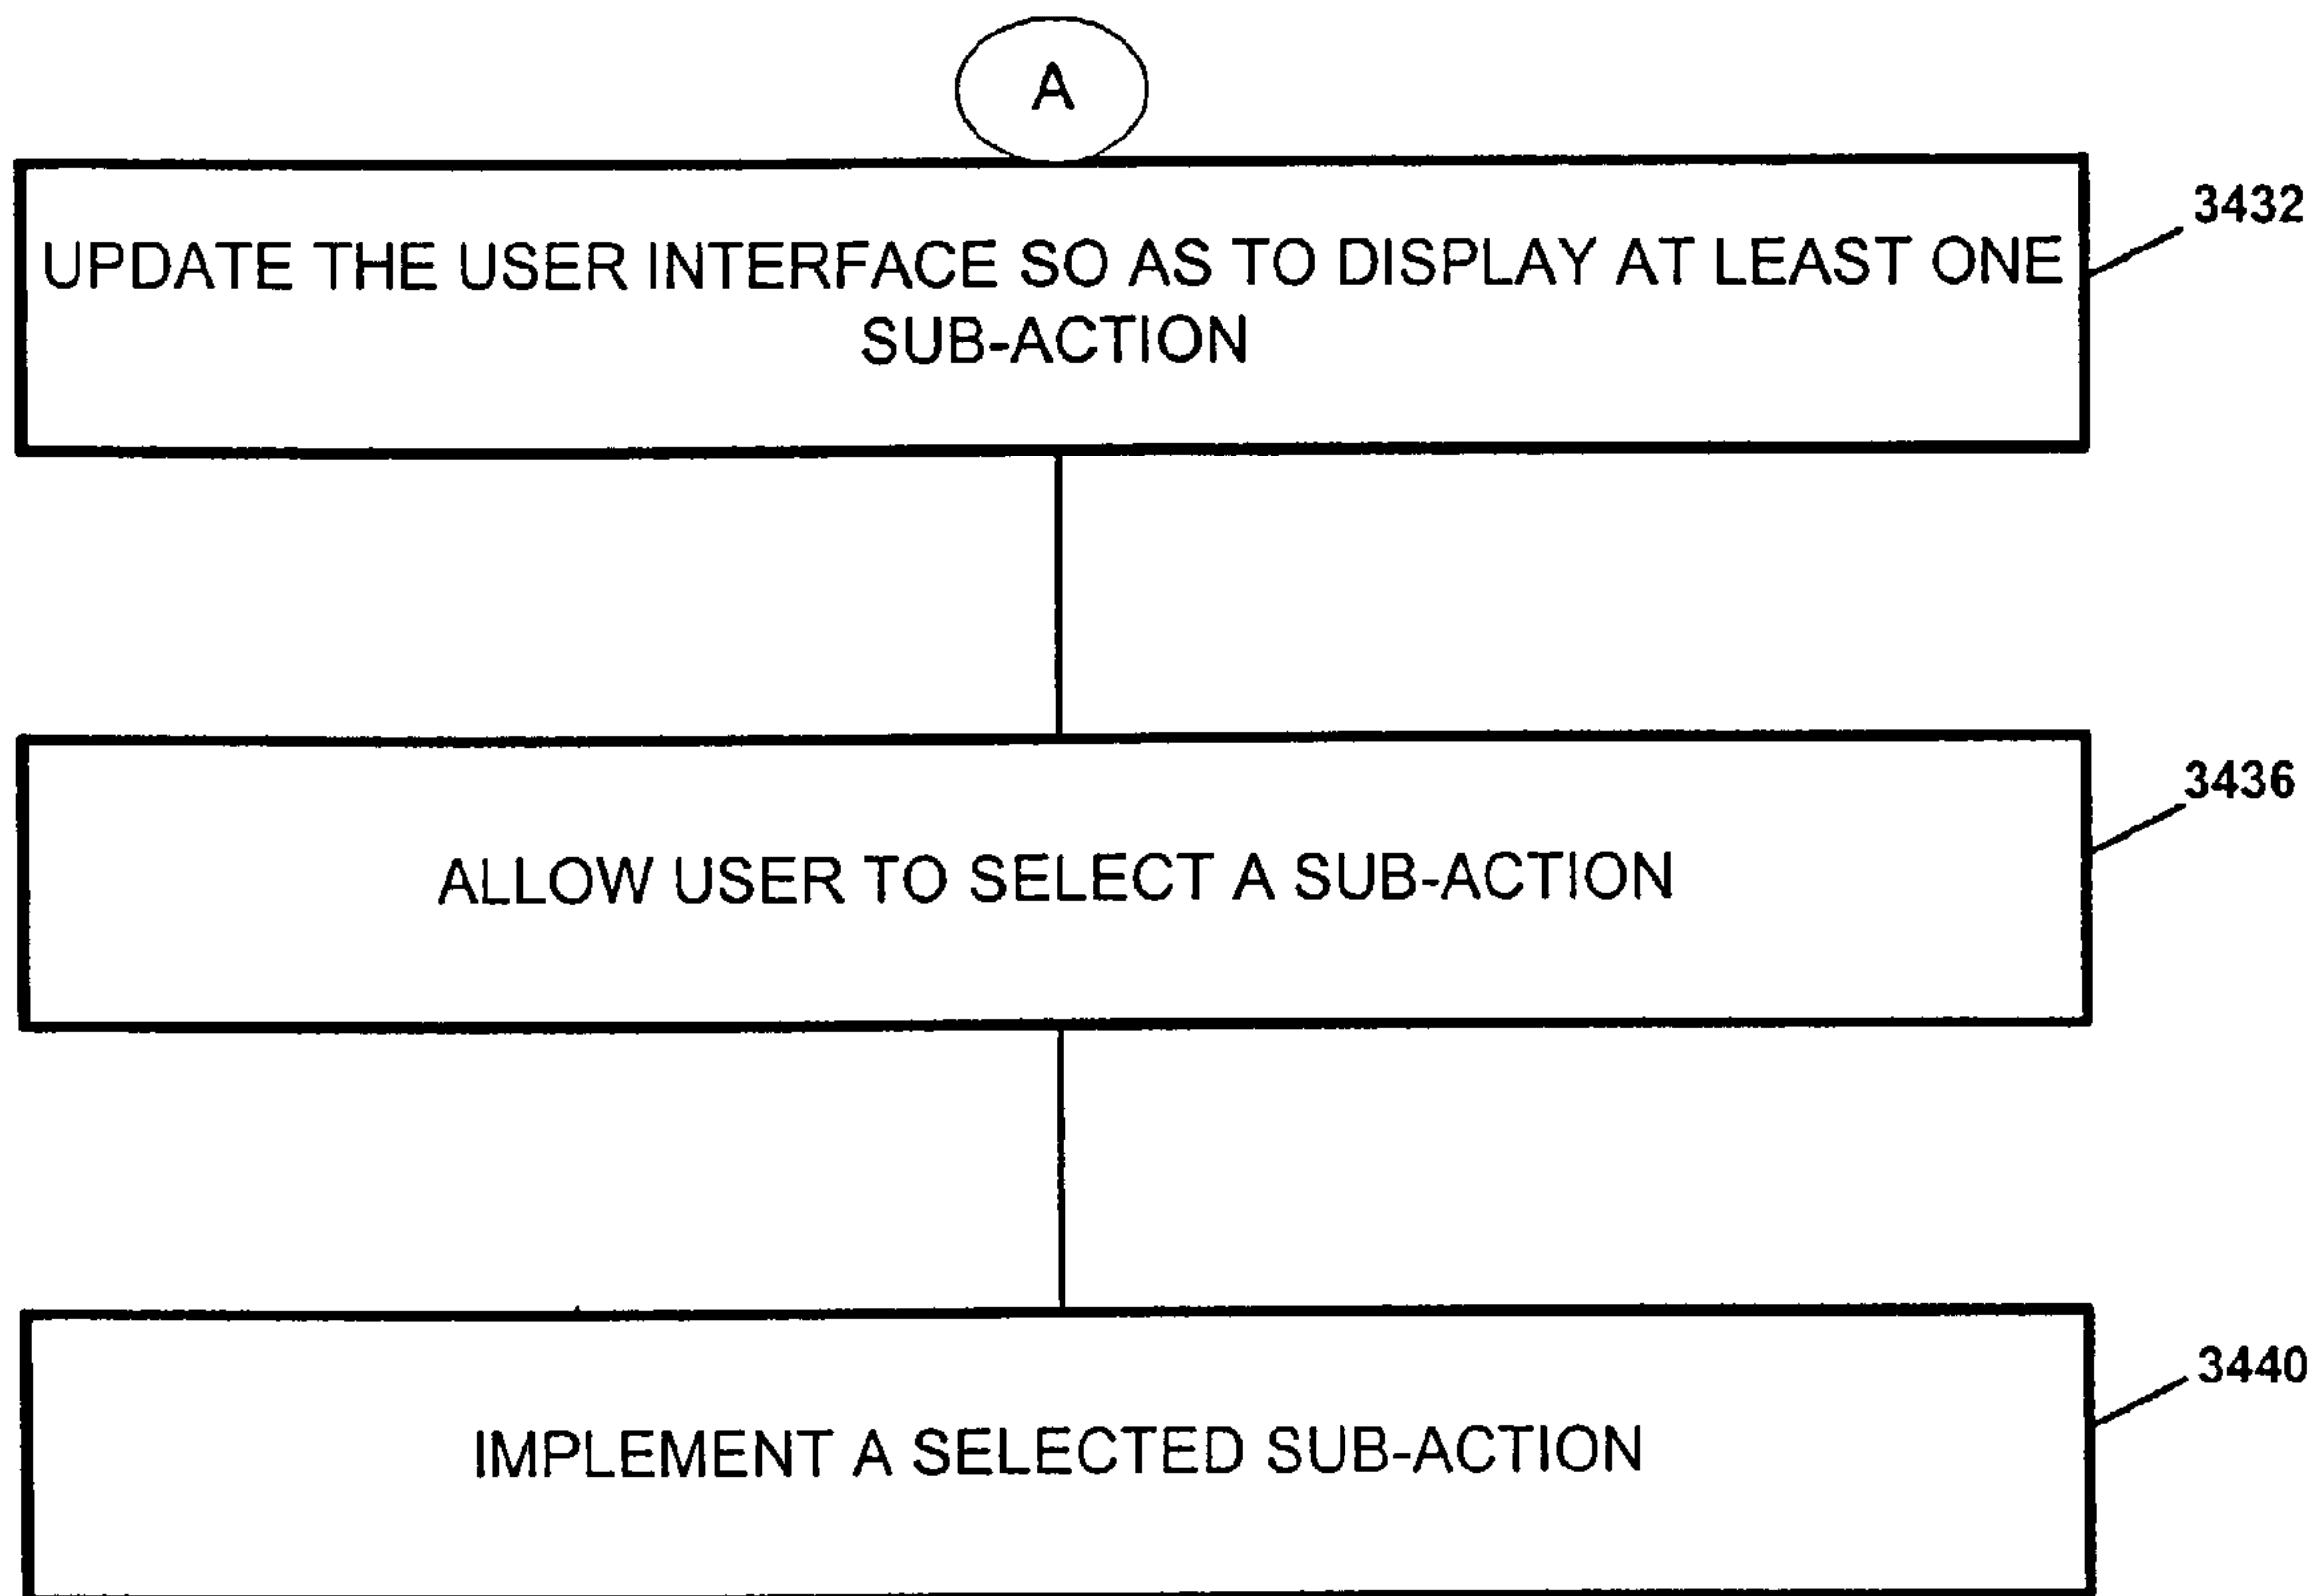 A
3432
UPDATE THE USER INTERFACE SO AS TO DISPLAY AT LEAST ONE
SUB-ACTION
3436
ALLOW USER TO SELECT A SUB-ACTION
3440
IMPLEMENT A SELECTED SUB-ACTION